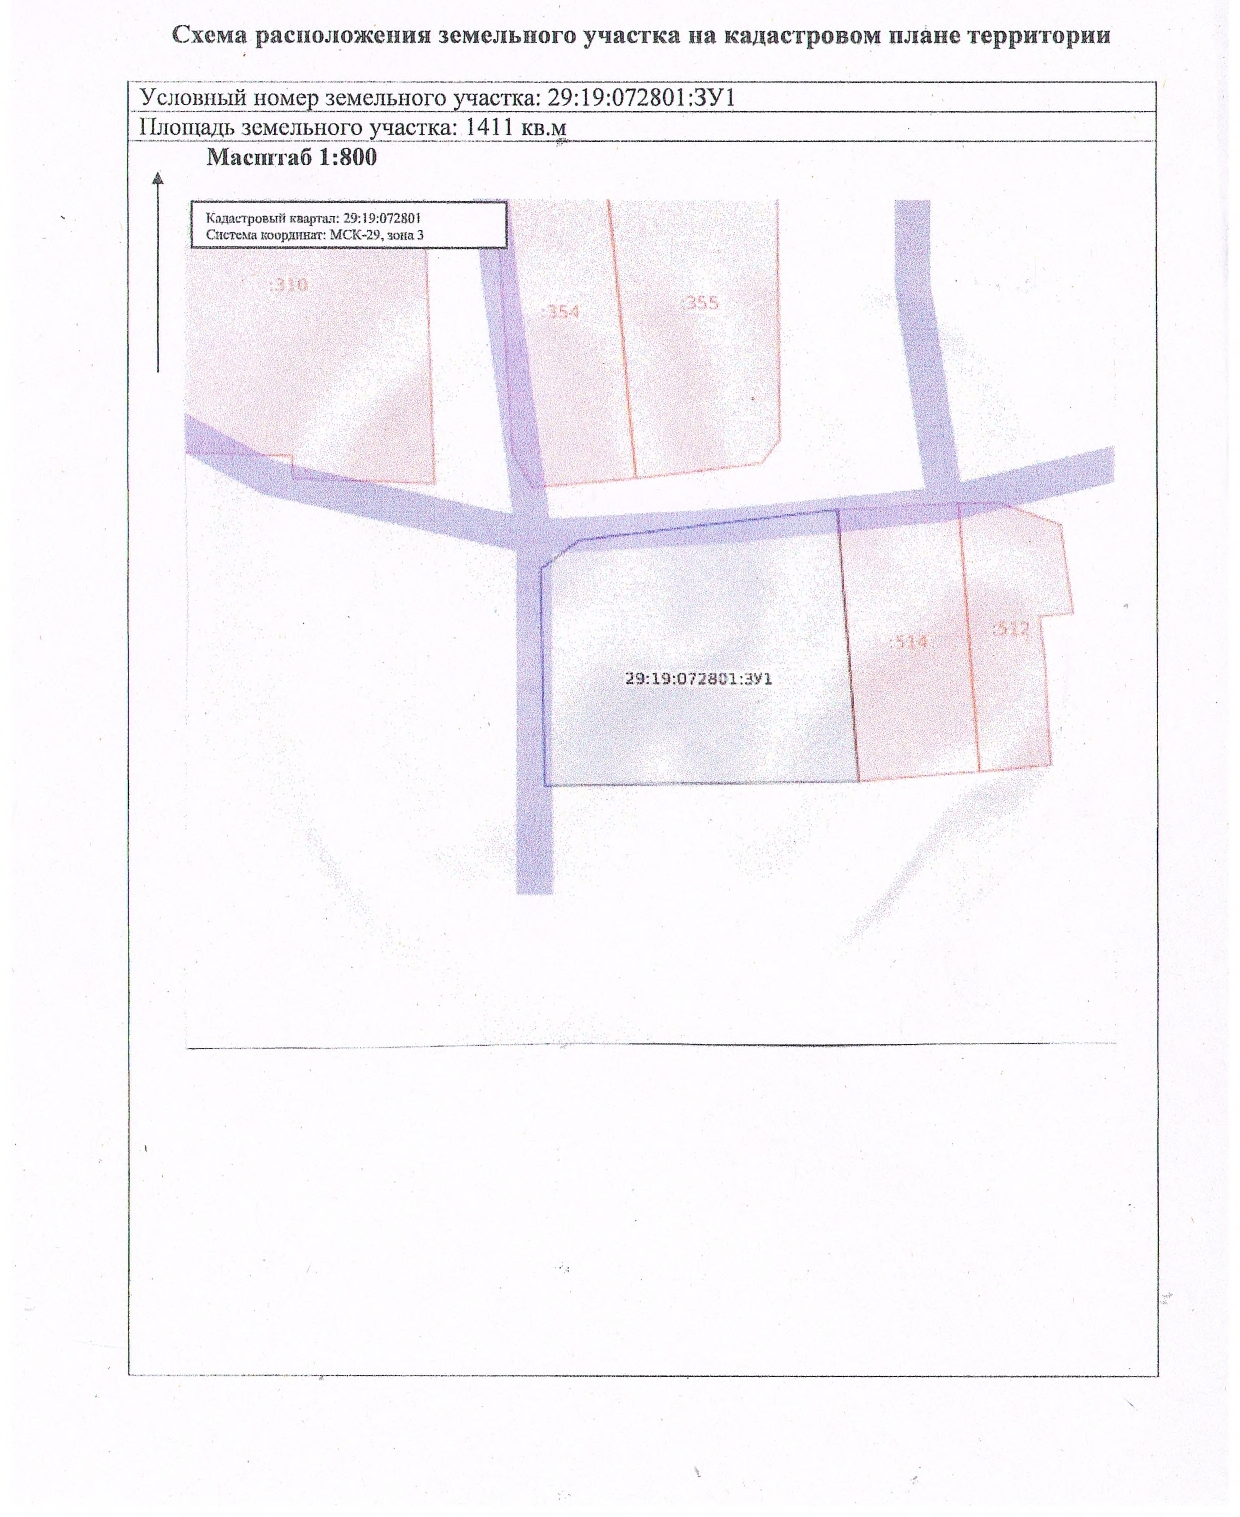 Схема расположения земельного участка на кадастровом плане территории
Условный номер земельного участка: 29:19:072801:ЗУ1
Площадь земельного участка: 1411 кв.м
Масштаб 1:800
Кадастровый квартал: 29:19:072801
Система координат: МСК-29, зона 3
:310
:354
:355
:514
:512
29:19:072801:ЗУ1